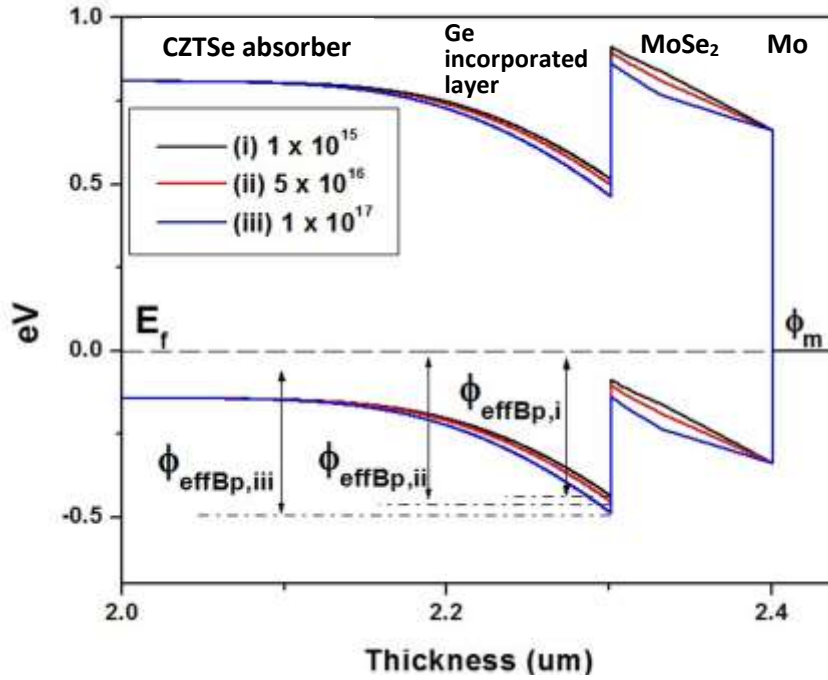 1.0
CZTSe absorber
Ge
incorporated
layer
MoSe₂
Mo
(i) 1 x 10¹⁵
(ii) 5 x 10¹⁶
(iii) 1 x 10¹⁷
0.5
eV
E_f
ϕ_m
0.0
ϕ_effBp,i
ϕ_effBp,ii
ϕ_effBp,iii
-0.5
2.0
2.2
2.4
Thickness (um)